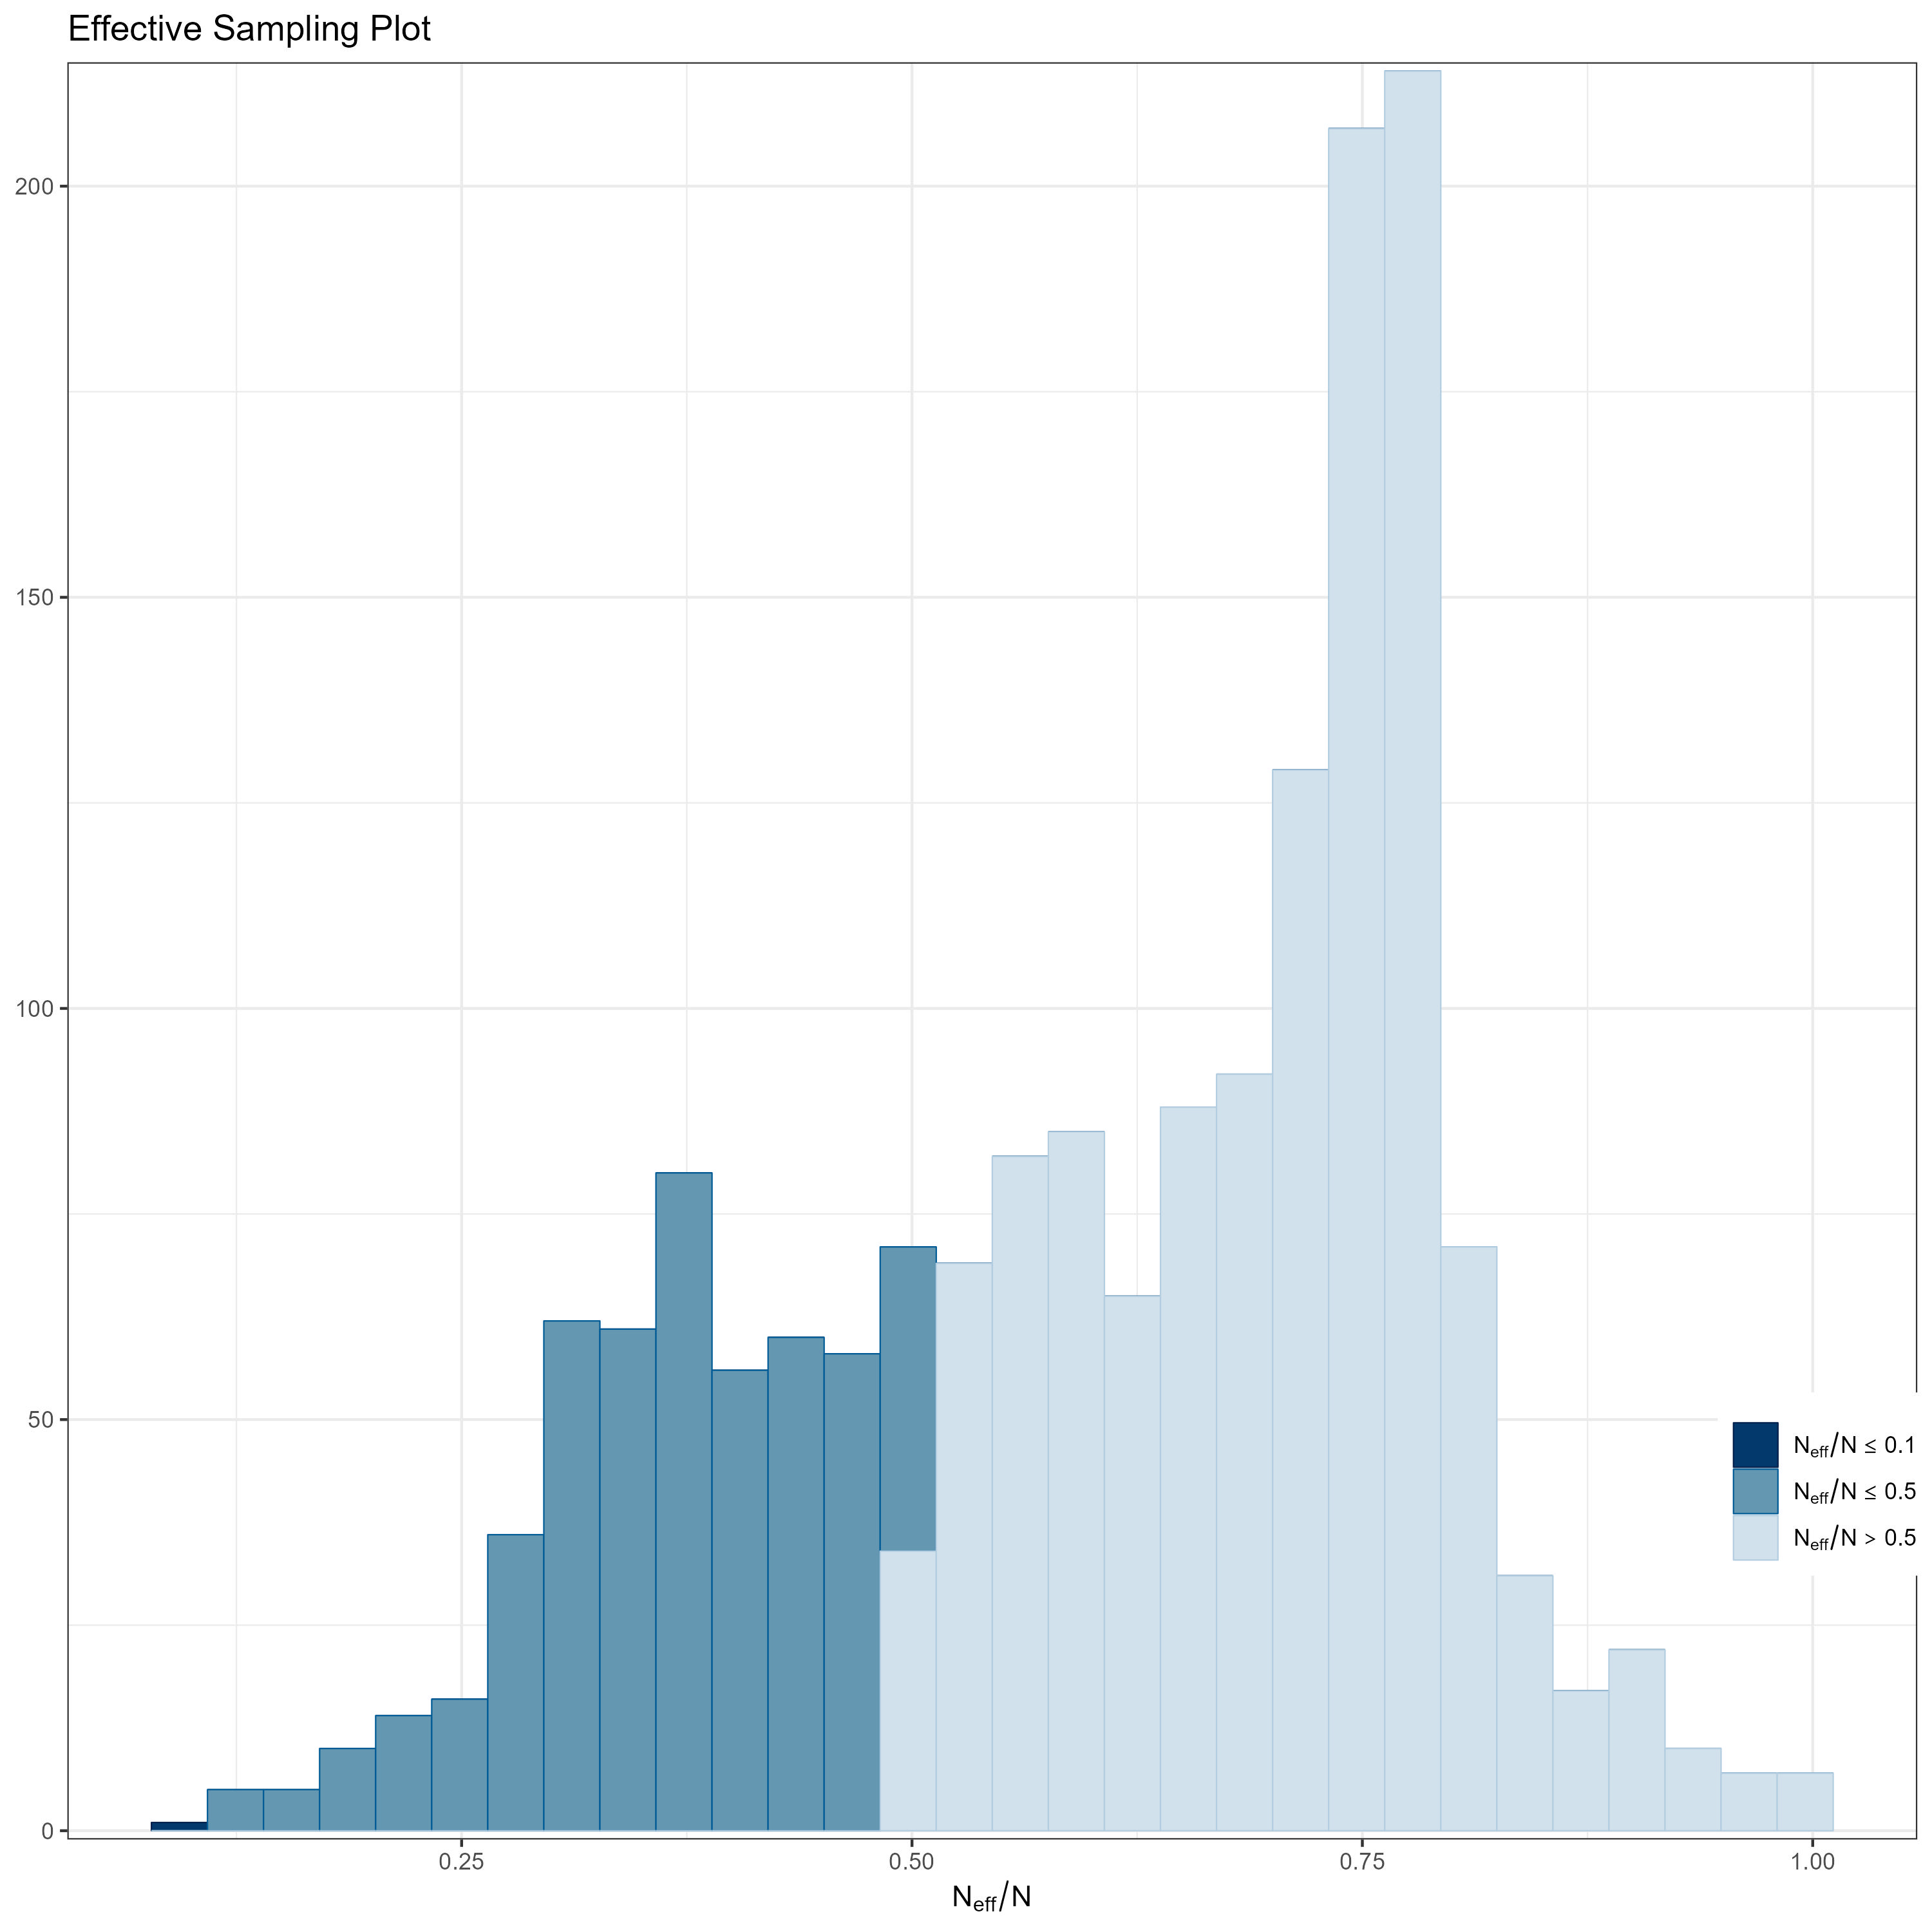 Effective Sampling Plot
200
150
100
50
0
0.25 0.50 0.75 1.00
Neff/N
Neff/N ≤ 0.1
Neff/N ≤ 0.5
Neff/N > 0.5